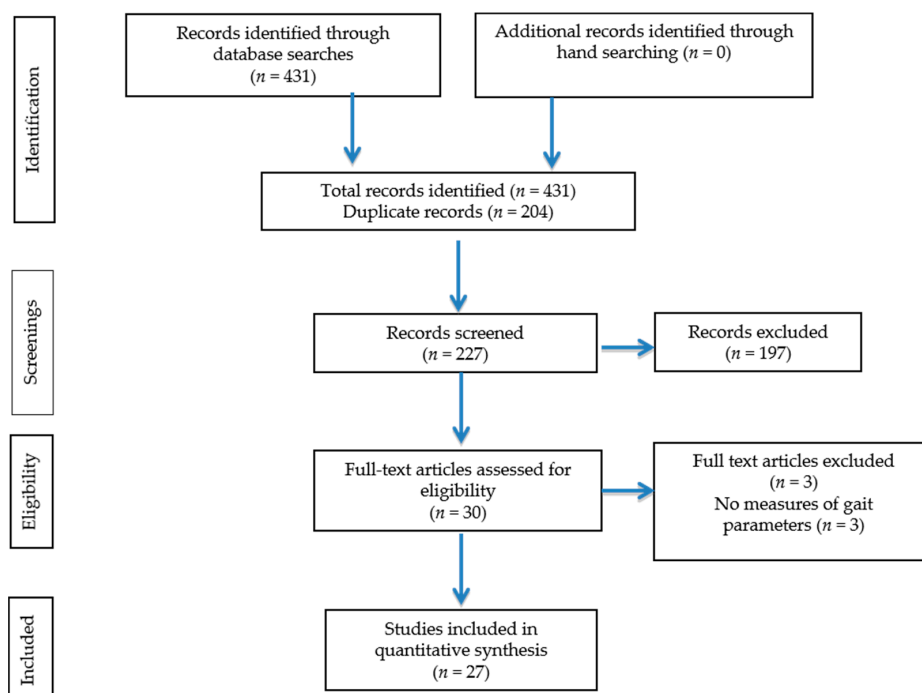 Identification
Records identified through
database searches
(n = 431)
Additional records identified through
hand searching (n = 0)
Total records identified (n = 431)
Duplicate records (n = 204)
Screenings
Records screened
(n = 227)
Records excluded
(n = 197)
Eligibility
Full-text articles assessed for
eligibility
(n = 30)
Full text articles excluded
(n = 3)
No measures of gait
parameters (n = 3)
Included
Studies included in
quantitative synthesis
(n = 27)